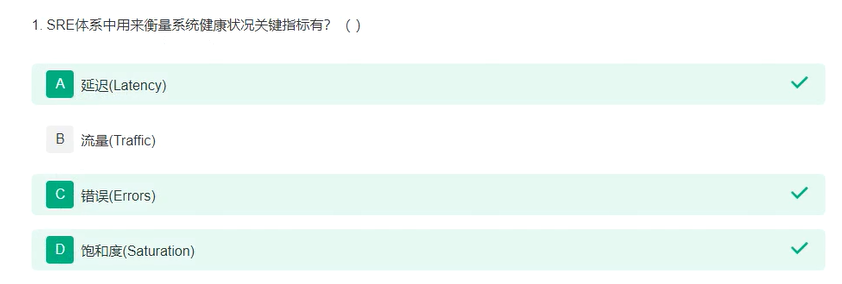 1. SRE体系中用来衡量系统健康状况关键指标有？（ ）
A 延迟(Latency)
B 流量(Traffic)
C 错误(Errors)
D 饱和度(Saturation)